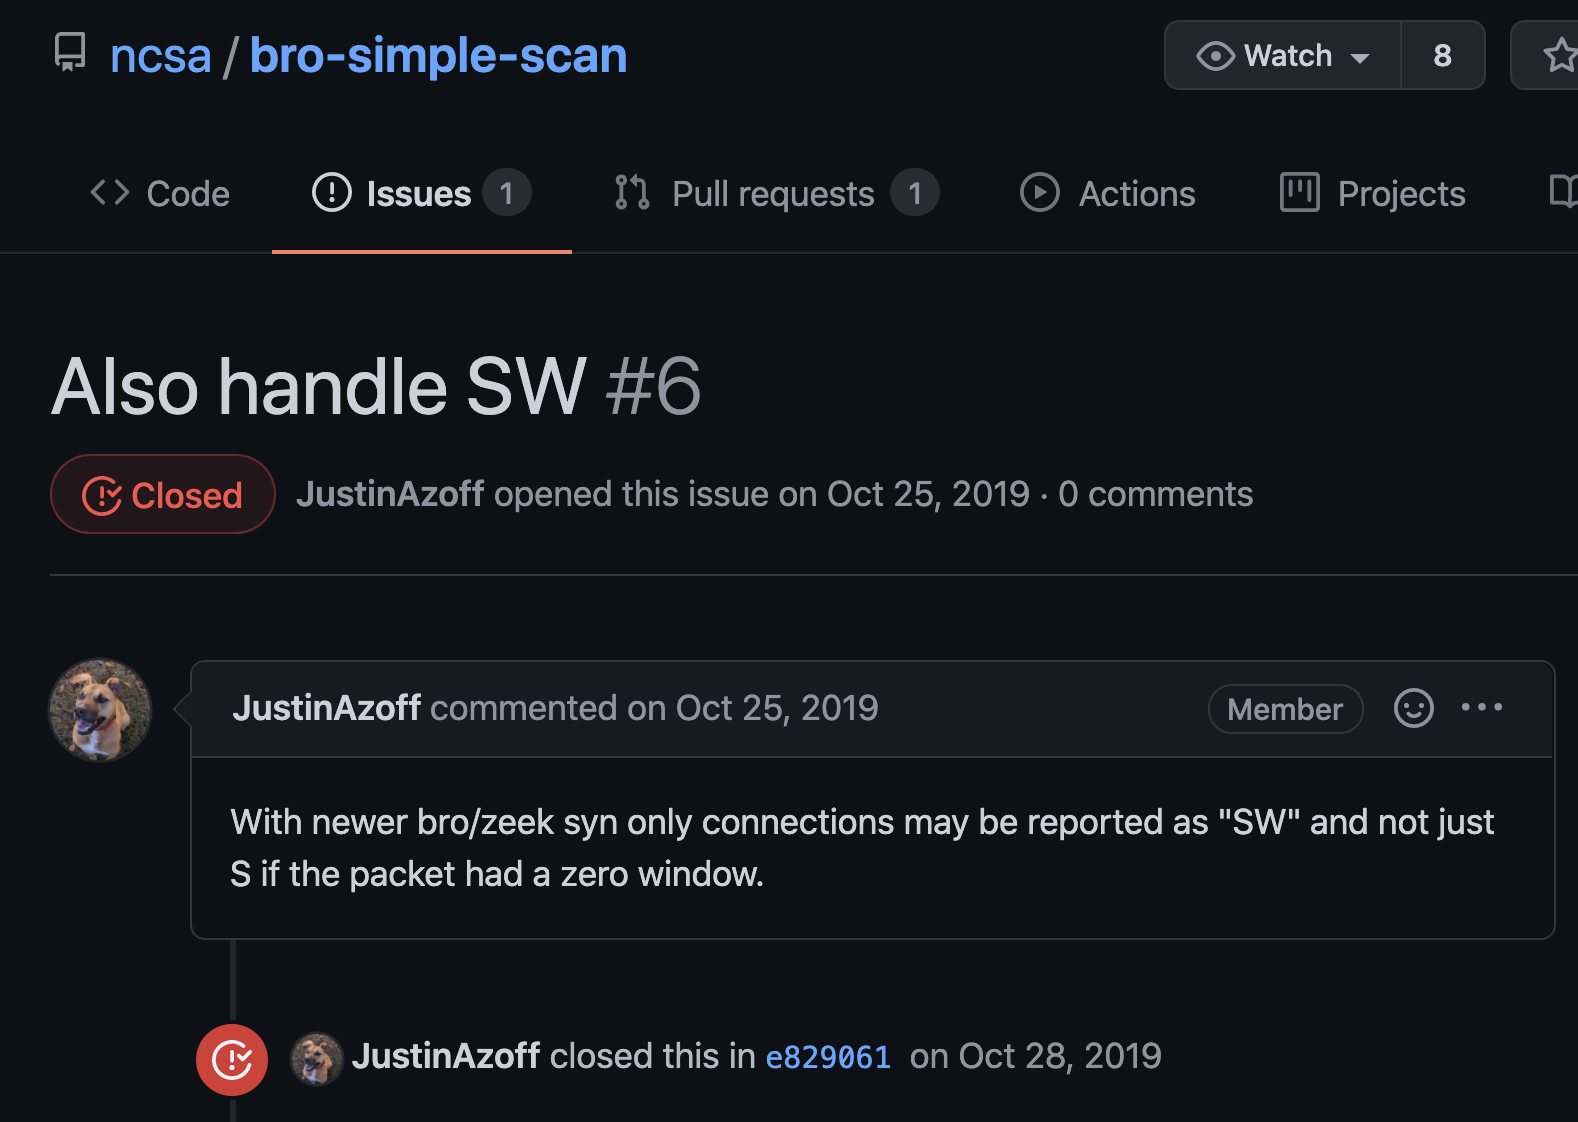 ncsa / bro-simple-scan
Watch 8
Code Issues 1 Pull requests 1 Actions Projects
Also handle SW #6
Closed JustinAzoff opened this issue on Oct 25, 2019 · 0 comments
JustinAzoff commented on Oct 25, 2019 Member
With newer bro/zeek syn only connections may be reported as "SW" and not just
S if the packet had a zero window.
JustinAzoff closed this in e829061 on Oct 28, 2019